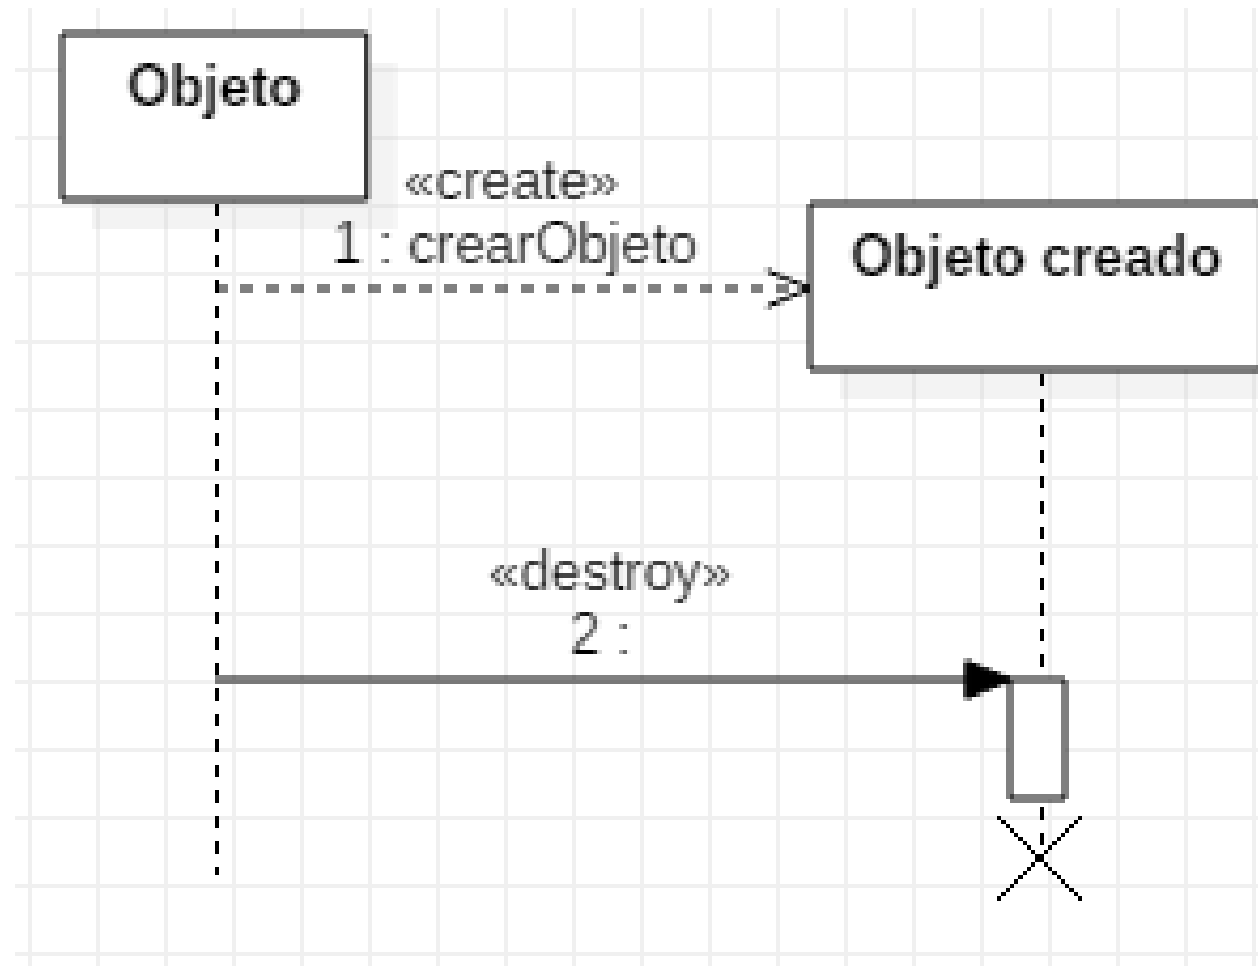 Objeto
«create»
1 : crearObjeto
Objeto creado
«destroy»
2 :